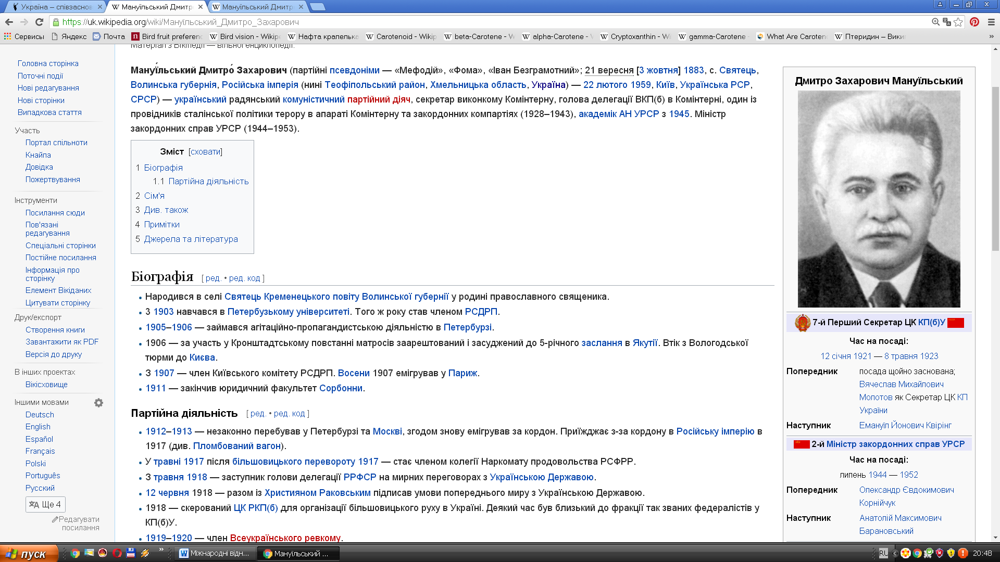 Україна – співзаснов
Мануїльський Дмитр
Мануїльський Дмитр
https://uk.wikipedia.org/wiki/Мануїльський_Дмитро_Захарович
Сервисы
Яндекс
Почта
Bird fruit preferenc
Bird vision - Wikipe
Нафта крапелька
Carotenoid - Wikip
beta-Carotene - W
alpha-Carotene - 
Cryptoxanthin - Wi
gamma-Carotene
What Are Caroten
Птеридин – Вики
»
Матеріал з Вікіпедії — вільної енциклопедії.
Головна сторінка
Поточні події
Нові редагування
Нові сторінки
Випадкова стаття
Участь
Портал спільноти
Кнайпа
Довідка
Пожертвування
Інструменти
Посилання сюди
Пов'язані
редагування
Спеціальні сторінки
Постійне посилання
Інформація про
сторінку
Елемент Вікіданих
Цитувати сторінку
Друк/експорт
Створення книги
Завантажити як PDF
Версія до друку
В інших проектах
Вікісховище
Іншими мовами
Deutsch
English
Español
Français
Polski
Português
Русский
Ще 4
Редагувати
посилання
Мануї́льський Дмитро́ Захарович (партійні псевдоніми — «Мефодій», «Фома», «Іван Безграмотний»; 21 вересня [3 жовтня] 1883, с. Святець,
Волинська губернія, Російська імперія (нині Теофіпольський район, Хмельницька область, Україна) — 22 лютого 1959, Київ, Українська РСР,
СРСР) — український радянський комуністичний партійний діяч, секретар виконкому Комінтерну, голова делегації ВКП(б) в Комінтерні, один із
провідників сталінської політики терору в апараті Комінтерну та закордонних компартіях (1928–1943), академік АН УРСР з 1945. Міністр
закордонних справ УРСР (1944–1953).
Зміст [сховати]
1 Біографія
1.1 Партійна діяльність
2 Сім'я
3 Див. також
4 Примітки
5 Джерела та література
Біографія [ ред. • ред. код ]
• Народився в селі Святець Кременецького повіту Волинської губернії у родині православного священика.
• З 1903 навчався в Петербузькому університеті. Того ж року став членом РСДРП.
• 1905–1906 — займався агітаційно-пропагандистською діяльністю в Петербурзі.
• 1906 — за участь у Кронштадтському повстанні матросів заарештований і засуджений до 5-річного заслання в Якутії. Втік з Вологодської
тюрми до Києва.
• З 1907 — член Київського комітету РСДРП. Восени 1907 емігрував у Париж.
• 1911 — закінчив юридичний факультет Сорбонни.
Партійна діяльність [ ред. • ред. код ]
• 1912–1913 — незаконно перебував у Петербурзі та Москві, згодом знову емігрував за кордон. Приїжджає з-за кордону в Російську імперію в
1917 (див. Пломбований вагон).
• У травні 1917 після більшовицького перевороту 1917 — стає членом колегії Наркомату продовольства РСФРР.
• З травня 1918 — заступник голови делегації РРФСР на мирних переговорах з Українською Державою.
• 12 червня 1918 — разом із Християном Раковським підписав умови попереднього миру з Українською Державою.
• 1918 — скерований ЦК РКП(б) для організації більшовицького руху в Україні. Деякий час був близький до фракції так званих федералістів у
КП(б)У.
• 1919–1920 — член Всеукраїнського ревкому.
Дмитро Захарович Мануїльський
7-й Перший Секретар ЦК КП(б)У
Час на посаді:
12 січня 1921 — 8 травня 1923
Попередник посада щойно заснована;
Вячеслав Михайлович
Молотов як Секретар ЦК КП
України
Наступник Емануїл Йонович Квірінг
2-й Міністр закордонних справ УРСР
Час на посаді:
липень 1944 — 1952
Попередник Олександр Євдокимович
Корнійчук
Наступник Анатолій Максимович
Барановський
пуск
»
Міжнародні відн...
Мануїльський ...
RU
20:48